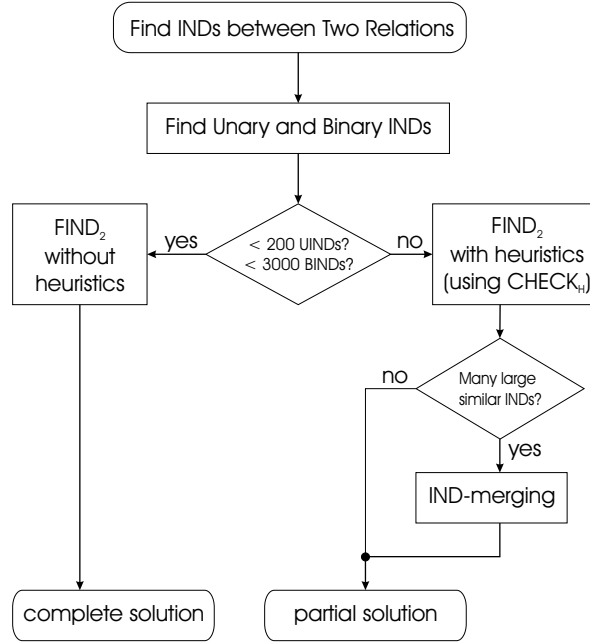 Find INDs between Two Relations
Find Unary and Binary INDs
FIND₂
without
heuristics
yes
< 200 UINDs?
< 3000 BINDs?
no
FIND₂
with heuristics
(using CHECK_H)
no
Many large
similar INDs?
yes
IND-merging
complete solution
partial solution